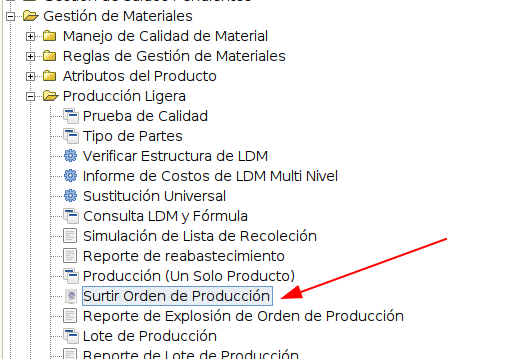 Gestión de Materiales
Manejo de Calidad de Material
Reglas de Gestión de Materiales
Atributos del Producto
Producción Ligera
Prueba de Calidad
Tipo de Partes
Verificar Estructura de LDM
Informe de Costos de LDM Multi Nivel
Sustitución Universal
Consulta LDM y Fórmula
Simulación de Lista de Recoleción
Reporte de reabastecimiento
Producción (Un Solo Producto)
Surtir Orden de Producción
Reporte de Explosión de Orden de Producción
Lote de Producción
Reporte de Lote de Producción